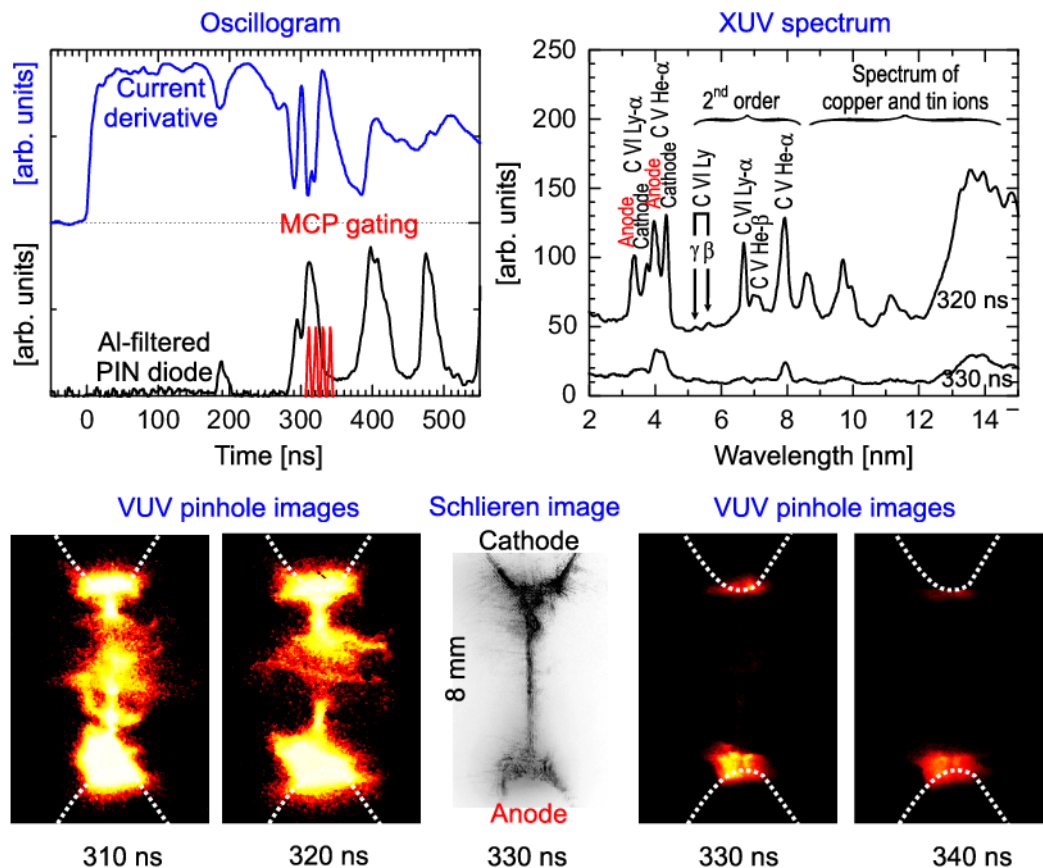 Oscillogram
[arb. units]
Current
derivative
MCP gating
[arb. units]
Al-filtered
PIN diode
0 100 200 300 400 500
Time [ns]
XUV spectrum
250
200
150
100
50
0
[arb. units]
Anode
Cathode
C VI Ly-α
Anode
Cathode
C V He-α
2nd order
C VI Ly
γ β
C VI Ly-α
C V He-β
C V He-α
Spectrum of
copper and tin ions
320 ns
330 ns
2 4 6 8 10 12 14
Wavelength [nm]
VUV pinhole images
Schlieren image
VUV pinhole images
Cathode
8 mm
Anode
310 ns
320 ns
330 ns
330 ns
340 ns